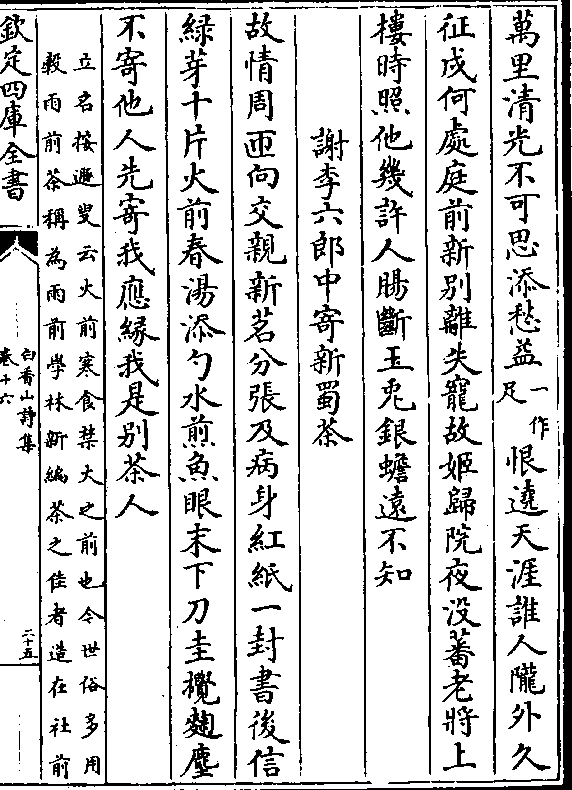 萬里清光不可思添愁益一作足恨遶天涯誰人隴外久
征戍何處庭前新別離失寵故姬歸院夜没蕃老將上
樓時照他幾許人腸斷玉兎銀蟾逺不知
謝李六郎中寄新蜀茶
故情周匝向交親新茗分張及病身紅紙一封書後信
緑芽十片火前春湯添勺水煎魚眼末下刀圭攪麴塵
不寄他人先寄我應縁我是别茶人
立名按遯叟云火前寒食禁火之前也今世俗多用
榖雨前茶稱為雨前學林新編茶之佳者造在社前
欽定四庫全書
白香山詩集
卷十六
二十五